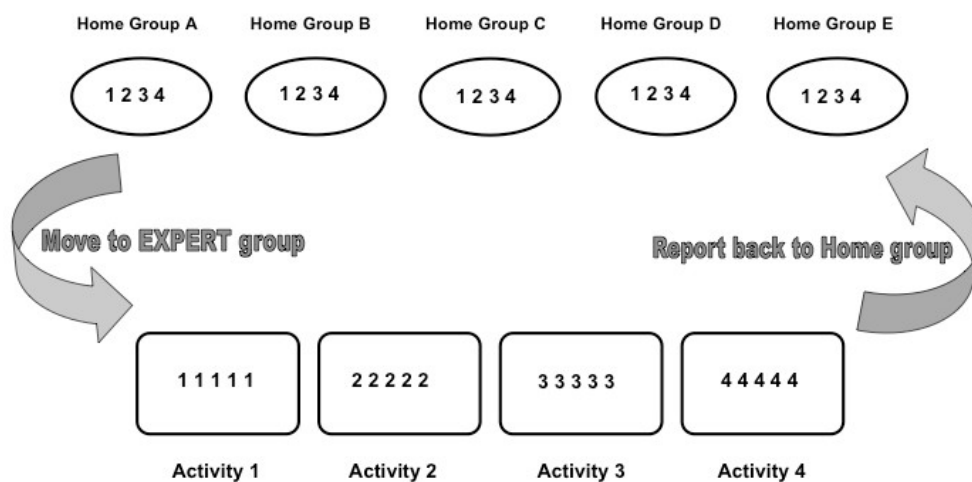 Home Group A
Home Group B
Home Group C
Home Group D
Home Group E
1 2 3 4
1 2 3 4
1 2 3 4
1 2 3 4
1 2 3 4
Move to EXPERT group
Report back to Home group
1 1 1 1 1
2 2 2 2 2
3 3 3 3 3
4 4 4 4 4
Activity 1
Activity 2
Activity 3
Activity 4